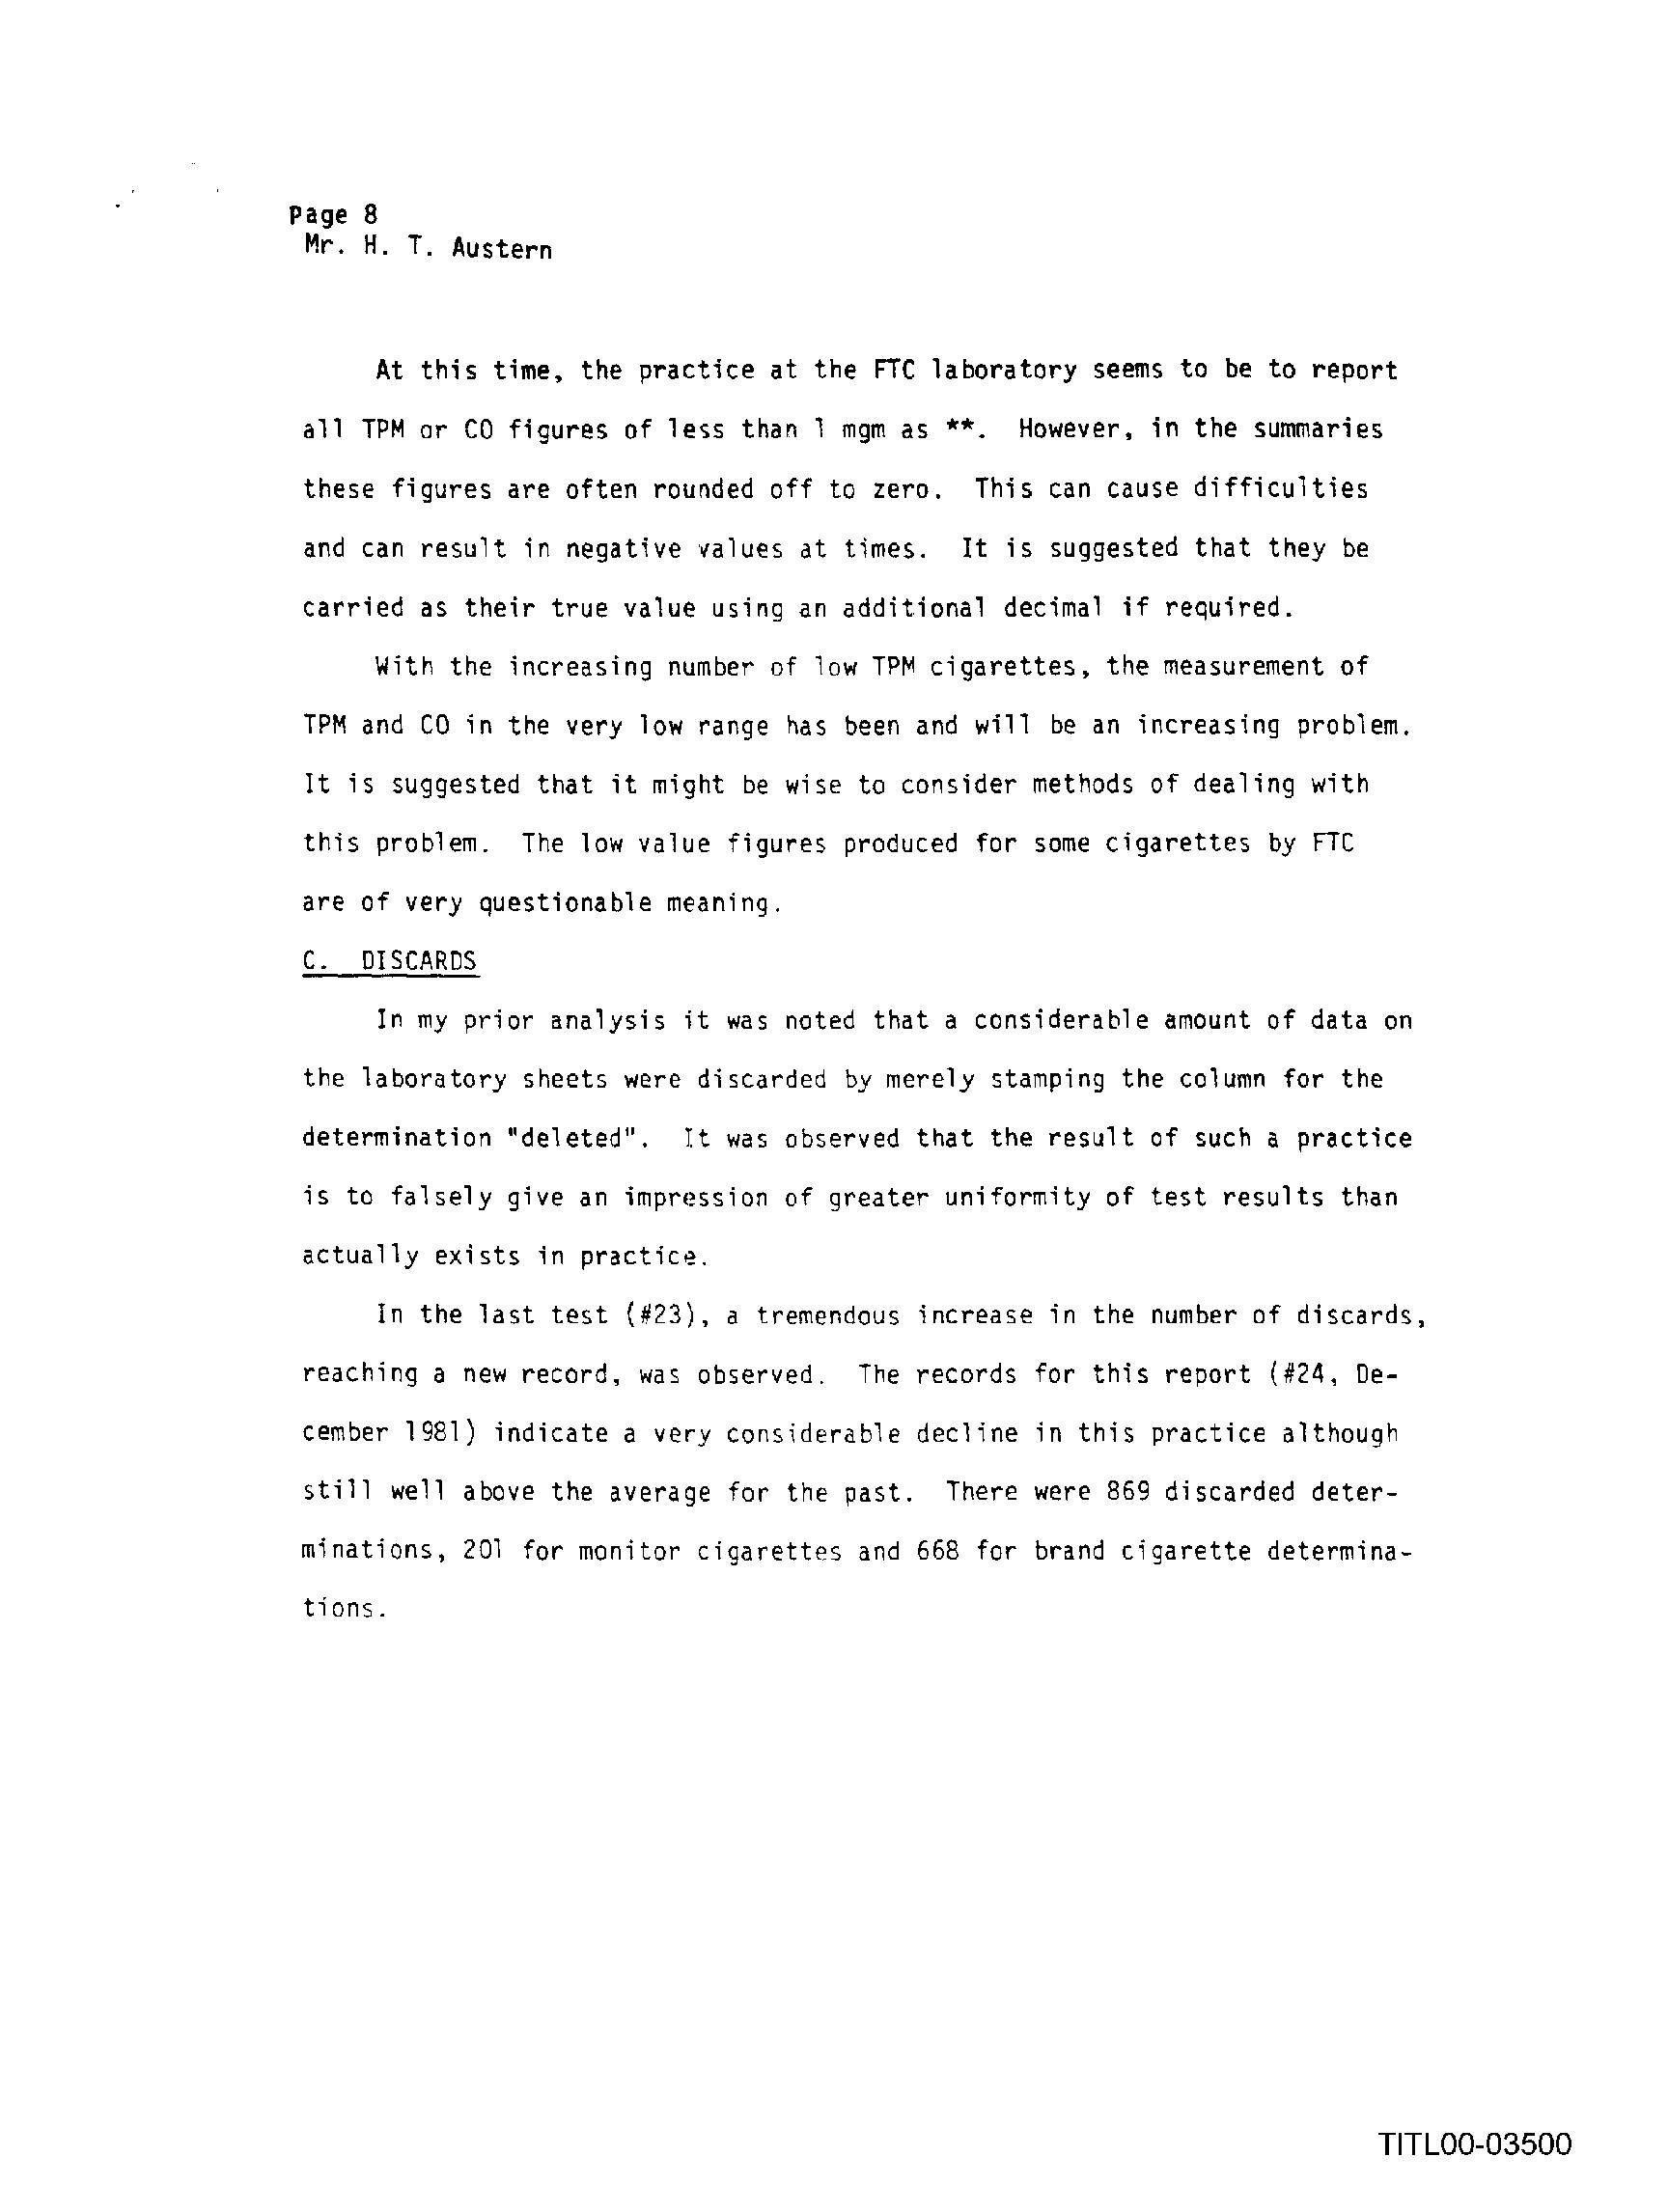 Page 8
Mr. H. T. Austern
At this time, the practice at the FTC laboratory seems to be to report
all TPM or CO figures of less than 1 mgm as **. However, in the summaries
these figures are often rounded off to zero. This can cause difficulties
and can result in negative values at times. It is suggested that they be
carried as their true value using an additional decimal if required.
With the increasing number of low TPM cigarettes, the measurement of
TPM and CO in the very low range has been and will be an increasing problem.
It is suggested that it might be wise to consider methods of dealing with
this problem. The low value figures produced for some cigarettes by FTC
are of very questionable meaning.
C. DISCARDS
In my prior analysis it was noted that a considerable amount of data on
the laboratory sheets were discarded by merely stamping the column for the
determination "deleted". It was observed that the result of such a practice
is to falsely give an impression of greater uniformity of test results than
actually exists in practice.
In the last test (#23), a tremendous increase in the number of discards,
reaching a new record, was observed. The records for this report (#24, De-
cember 1981) indicate a very considerable decline in this practice although
still well above the average for the past. There were 869 discarded deter-
minations, 201 for monitor cigarettes and 668 for brand cigarette determina-
tions.
TITL00-03500